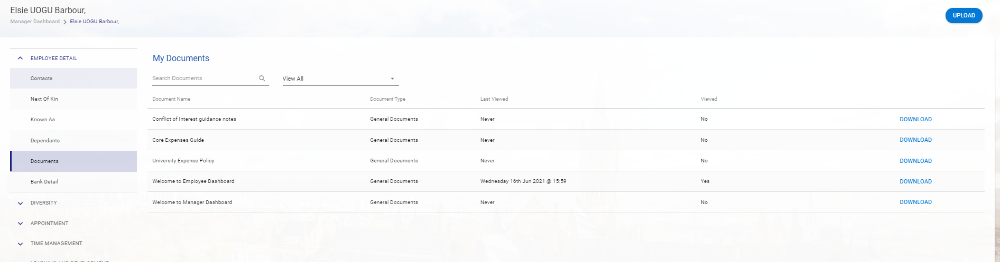 Elsie UOGU Barbour,
Manager Dashboard > Elsie UOGU Barbour,
UPLOAD
EMPLOYEE DETAIL
Contacts
Next Of Kin
Known As
Dependants
Documents
Bank Detail
DIVERSITY
APPOINTMENT
TIME MANAGEMENT
My Documents
Search Documents View All
Document Name Document Type Last Viewed Viewed
Conflict of Interest guidance notes General Documents Never No DOWNLOAD
Core Expenses Guide General Documents Never No DOWNLOAD
University Expense Policy General Documents Never No DOWNLOAD
Welcome to Employee Dashboard General Documents Wednesday 16th Jun 2021 @ 15:59 Yes DOWNLOAD
Welcome to Manager Dashboard General Documents Never No DOWNLOAD